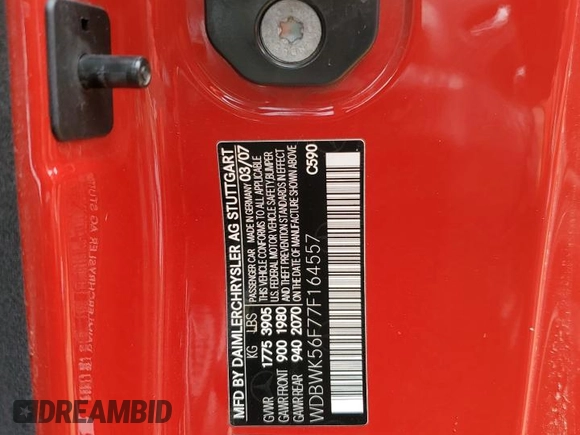 MFD BY DAIMLERCHRYSLER AG STUTTGART
PASSENGER CAR MADE IN GERMANY 03/07
KG LBS
GVWR 1775 3905
GAWR FRONT 900 1980
GAWR REAR 940 2070
THIS VEHICLE CONFORMS TO ALL APPLICABLE
U.S. FEDERAL MOTOR VEHICLE SAFETY, BUMPER
AND THEFT PREVENTION STANDARDS IN EFFECT
ON THE DATE OF MANUFACTURE SHOWN ABOVE
WDBWK56F77F164557
C590
DREAMBID